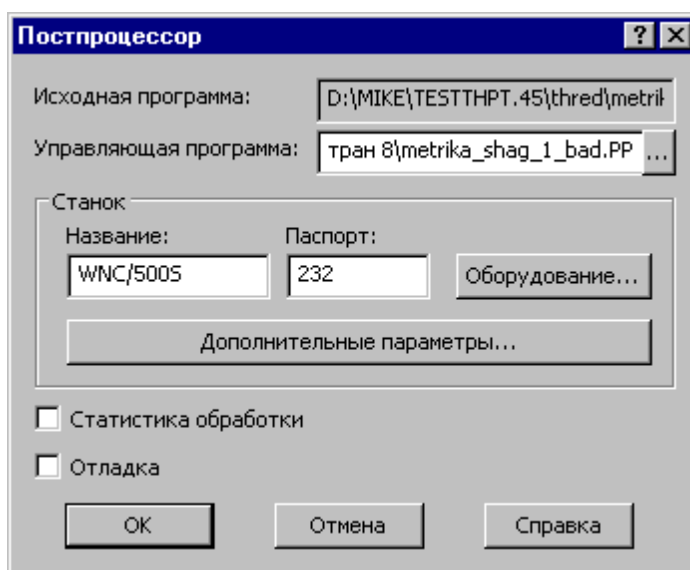 Постпроцессор
Исходная программа: D:\MIKE\TESTTHPT.45\thred\metrik
Управляющая программа: тран 8\metrika_shag_1_bad.PP ...
Станок
Название: Паспорт:
WNC/500S 232 Оборудование...
Дополнительные параметры...
Статистика обработки
Отладка
OK Отмена Справка